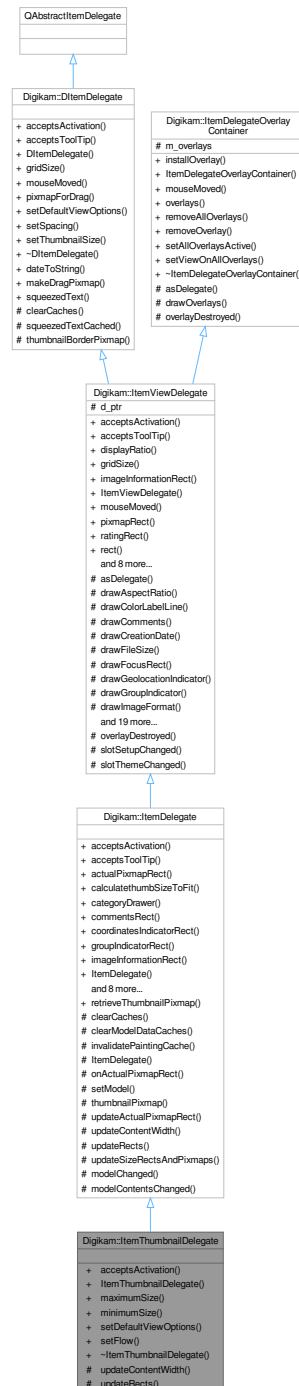 QAbstractItemDelegate
Digikam::DItemDelegate
+ acceptsActivation()
+ acceptsToolTip()
+ DItemDelegate()
+ gridSize()
+ mouseMoved()
+ pixmapForDrag()
+ setDefaultViewOptions()
+ setSpacing()
+ setThumbnailSize()
+ ~DItemDelegate()
+ dateToString()
+ makeDragPixmap()
+ squeezedText()
# clearCaches()
# squeezedTextCached()
# thumbnailBorderPixmap()
Digikam::ItemDelegateOverlay
Container
# m_overlays
+ installOverlay()
+ ItemDelegateOverlayContainer()
+ mouseMoved()
+ overlays()
+ removeAllOverlays()
+ removeOverlay()
+ setAllOverlaysActive()
+ setViewOnAllOverlays()
+ ~ItemDelegateOverlayContainer()
# asDelegate()
# drawOverlays()
# overlayDestroyed()
Digikam::ItemViewDelegate
# d_ptr
+ acceptsActivation()
+ acceptsToolTip()
+ displayRatio()
+ gridSize()
+ imageInformationRect()
+ ItemViewDelegate()
+ mouseMoved()
+ pixmapRect()
+ ratingRect()
+ rect()
and 8 more...
# asDelegate()
# drawAspectRatio()
# drawColorLabelLine()
# drawComments()
# drawCreationDate()
# drawFileSize()
# drawFocusRect()
# drawGeolocationIndicator()
# drawGroupIndicator()
# drawImageFormat()
and 19 more...
# overlayDestroyed()
# slotSetupChanged()
# slotThemeChanged()
Digikam::ItemDelegate
+ acceptsActivation()
+ acceptsToolTip()
+ actualPixmapRect()
+ calculatethumbSizeToFit()
+ categoryDrawer()
+ commentsRect()
+ coordinatesIndicatorRect()
+ groupIndicatorRect()
+ imageInformationRect()
+ ItemDelegate()
and 8 more...
+ retrieveThumbnailPixmap()
# clearCaches()
# clearModelDataCaches()
# invalidatePaintingCache()
# ItemDelegate()
# onActualPixmapRect()
# setModel()
# thumbnailPixmap()
# updateActualPixmapRect()
# updateContentWidth()
# updateRects()
# updateSizeRectsAndPixmaps()
# modelChanged()
# modelContentsChanged()
Digikam::ItemThumbnailDelegate
+ acceptsActivation()
+ ItemThumbnailDelegate()
+ maximumSize()
+ minimumSize()
+ setDefaultViewOptions()
+ setFlow()
+ ~ItemThumbnailDelegate()
# updateContentWidth()
# updateRects()